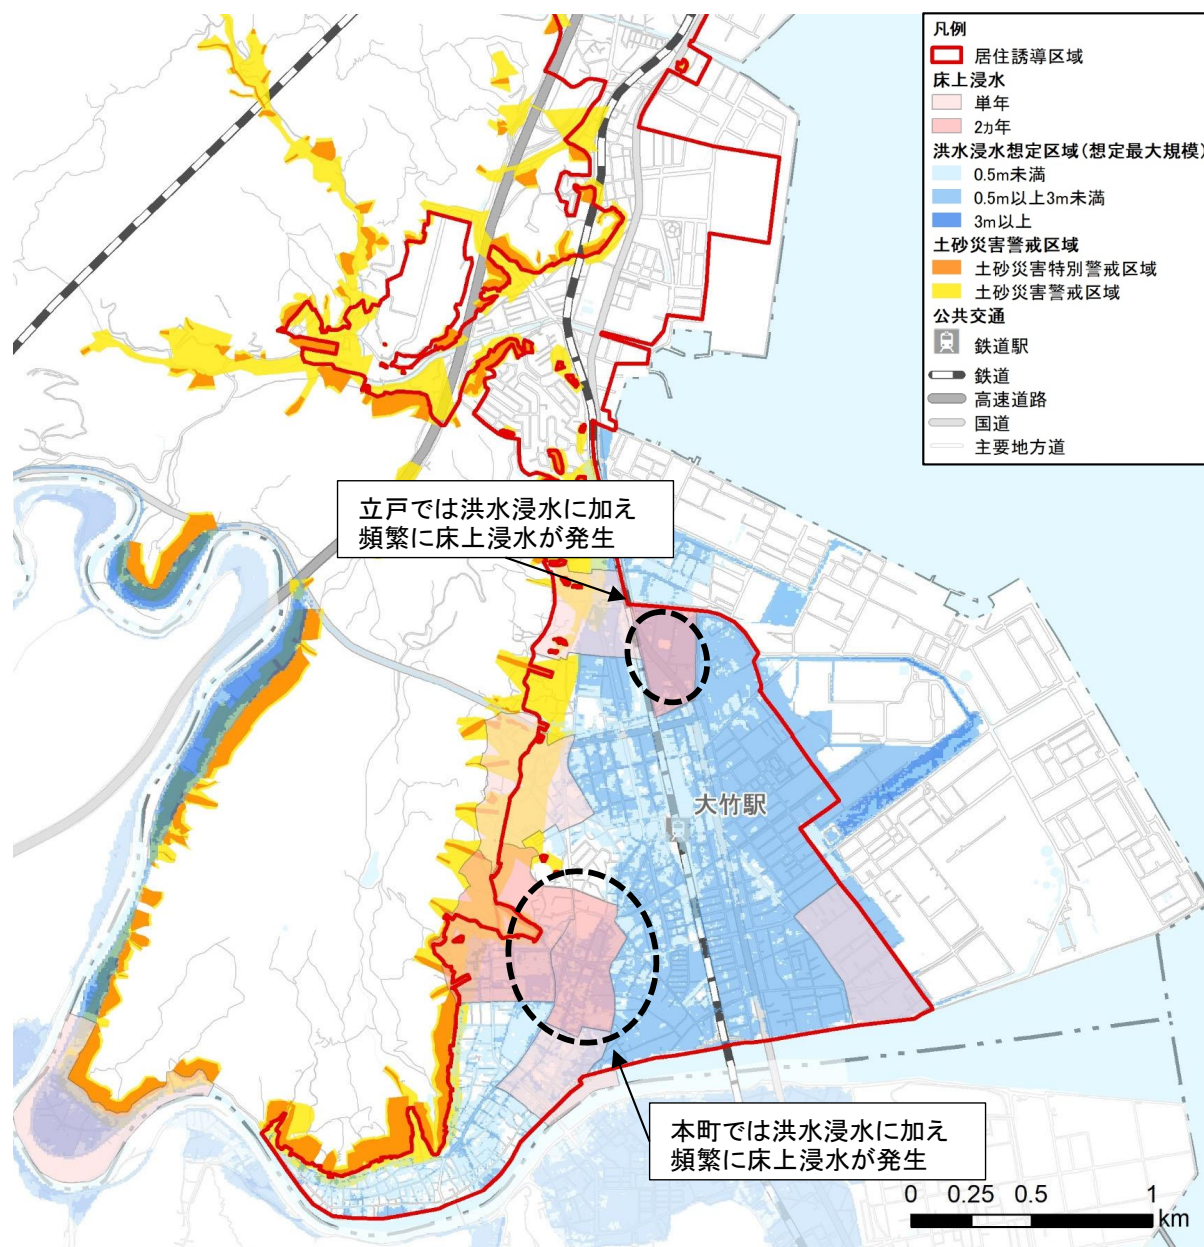 凡例
居住誘導区域
床上浸水
単年
2カ年
洪水浸水想定区域(想定最大規模)
0.5m未満
0.5m以上3m未満
3m以上
土砂災害警戒区域
土砂災害特別警戒区域
土砂災害警戒区域
公共交通
鉄道駅
鉄道
高速道路
国道
主要地方道
立戸では洪水浸水に加え
頻繁に床上浸水が発生
大竹駅
本町では洪水浸水に加え
頻繁に床上浸水が発生
0 0.25 0.5 1
km